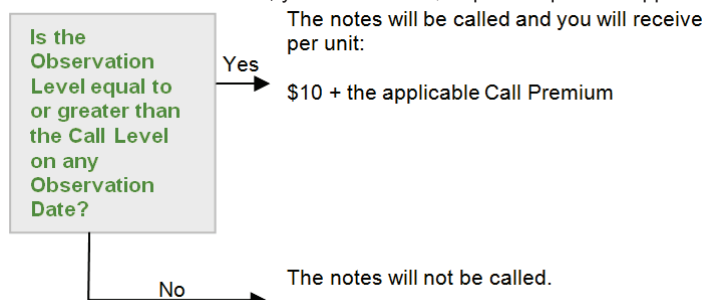 The notes will be called and you will receive
per unit:
Is the
Observation
Level equal to
or greater than
the Call Level
on any
Observation
Date?
Yes
$10 + the applicable Call Premium
No
The notes will not be called.